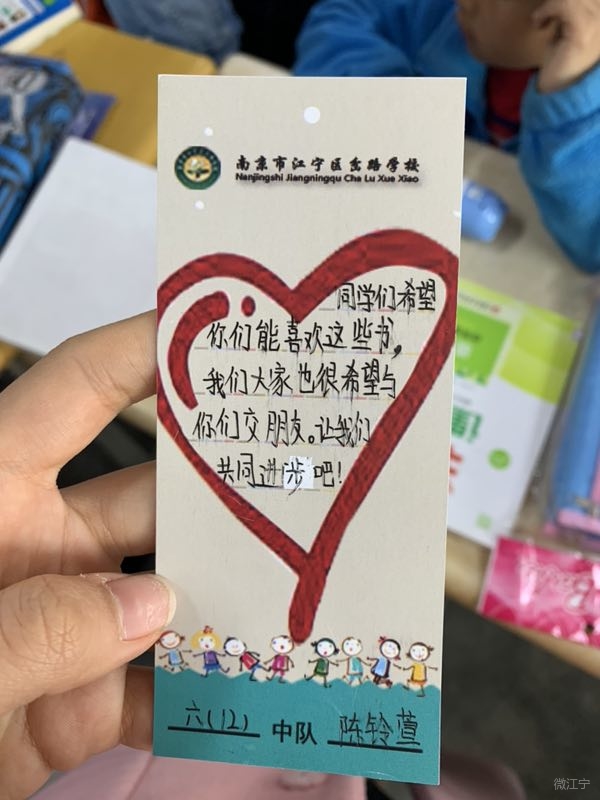 南京市江宁区岔路学校
Nanjingshi Jiangningqu Cha Lu Xue Xiao
同学们希望
你们能喜欢这些书,
我们大家也很希望与
你们交朋友。让我们
共同进步吧!
六(12) 中队 陈铃萱
微江宁